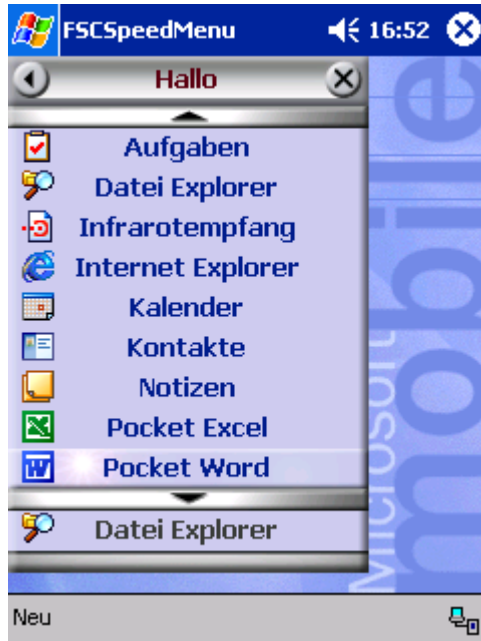 FSCSpeedMenu 16:52
Hallo
Aufgaben
Datei Explorer
Infrarotempfang
Internet Explorer
Kalender
Kontakte
Notizen
Pocket Excel
Pocket Word
Datei Explorer
Microsoft
mobile
Neu